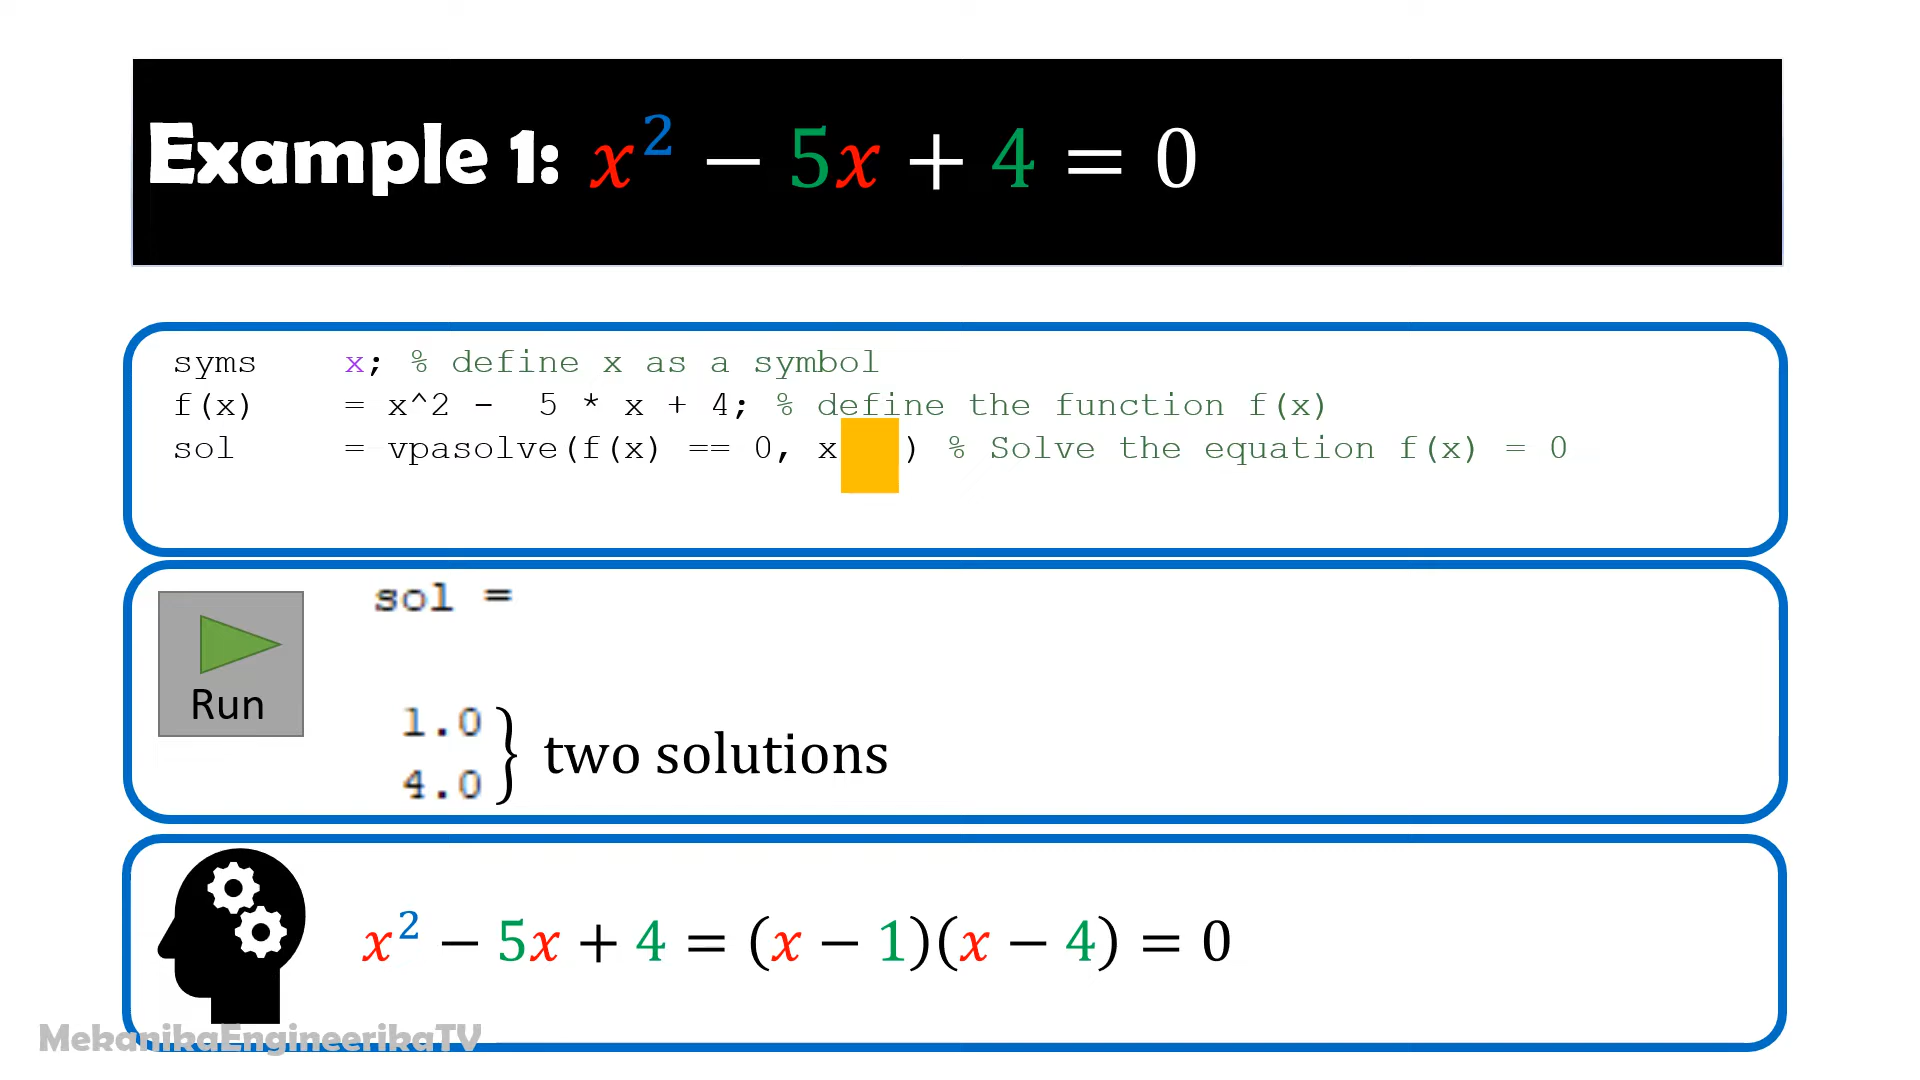 Example 1: x² − 5x + 4 = 0
syms x; % define x as a symbol
f(x) = x^2 - 5 * x + 4; % define the function f(x)
sol = vpasolve(f(x) == 0, x ) % Solve the equation f(x) = 0
sol =
Run
1.0
4.0
} two solutions
x² − 5x + 4 = (x − 1)(x − 4) = 0
MekanikaEngineerikaTV